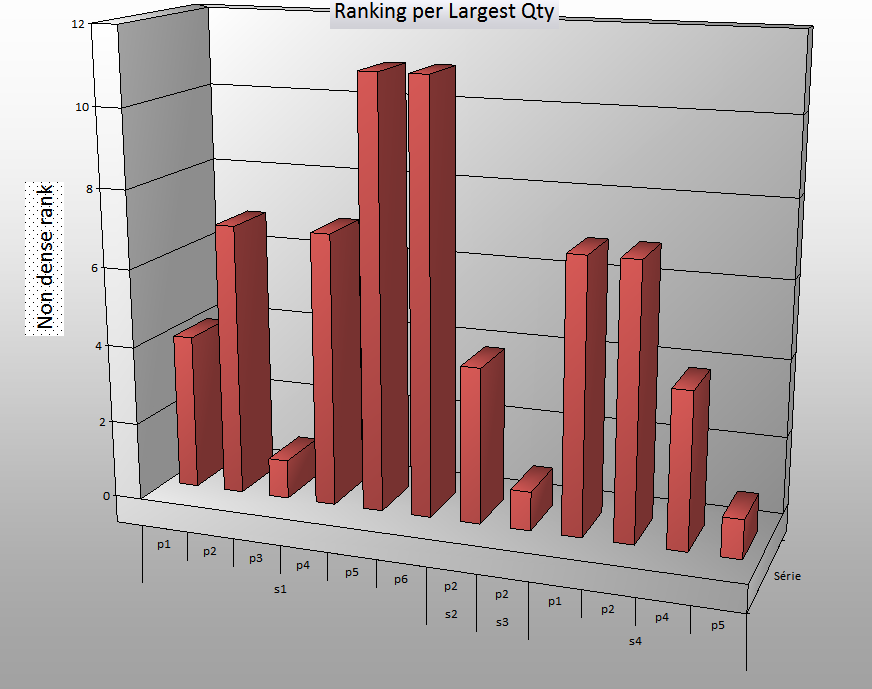 Ranking per Largest Qty
Non dense rank
12
10
8
6
4
2
0
p1 p2 p3 p4 p5 p6 p2 p2 p1 p2 p4 p5
s1 s2 s3 s4
Série